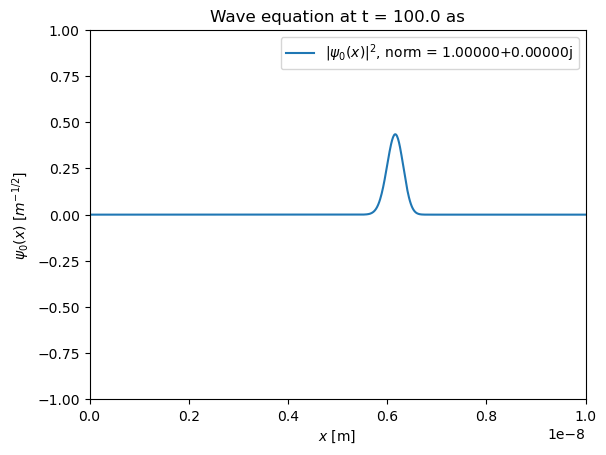 Wave equation at t = 100.0 as
|ψ₀(x)|², norm = 1.00000+0.00000j
1.00
0.75
0.50
0.25
0.00
−0.25
−0.50
−0.75
−1.00
ψ₀(x) [m⁻¹ᐟ²]
0.0 0.2 0.4 0.6 0.8 1.0
x [m]
1e−8